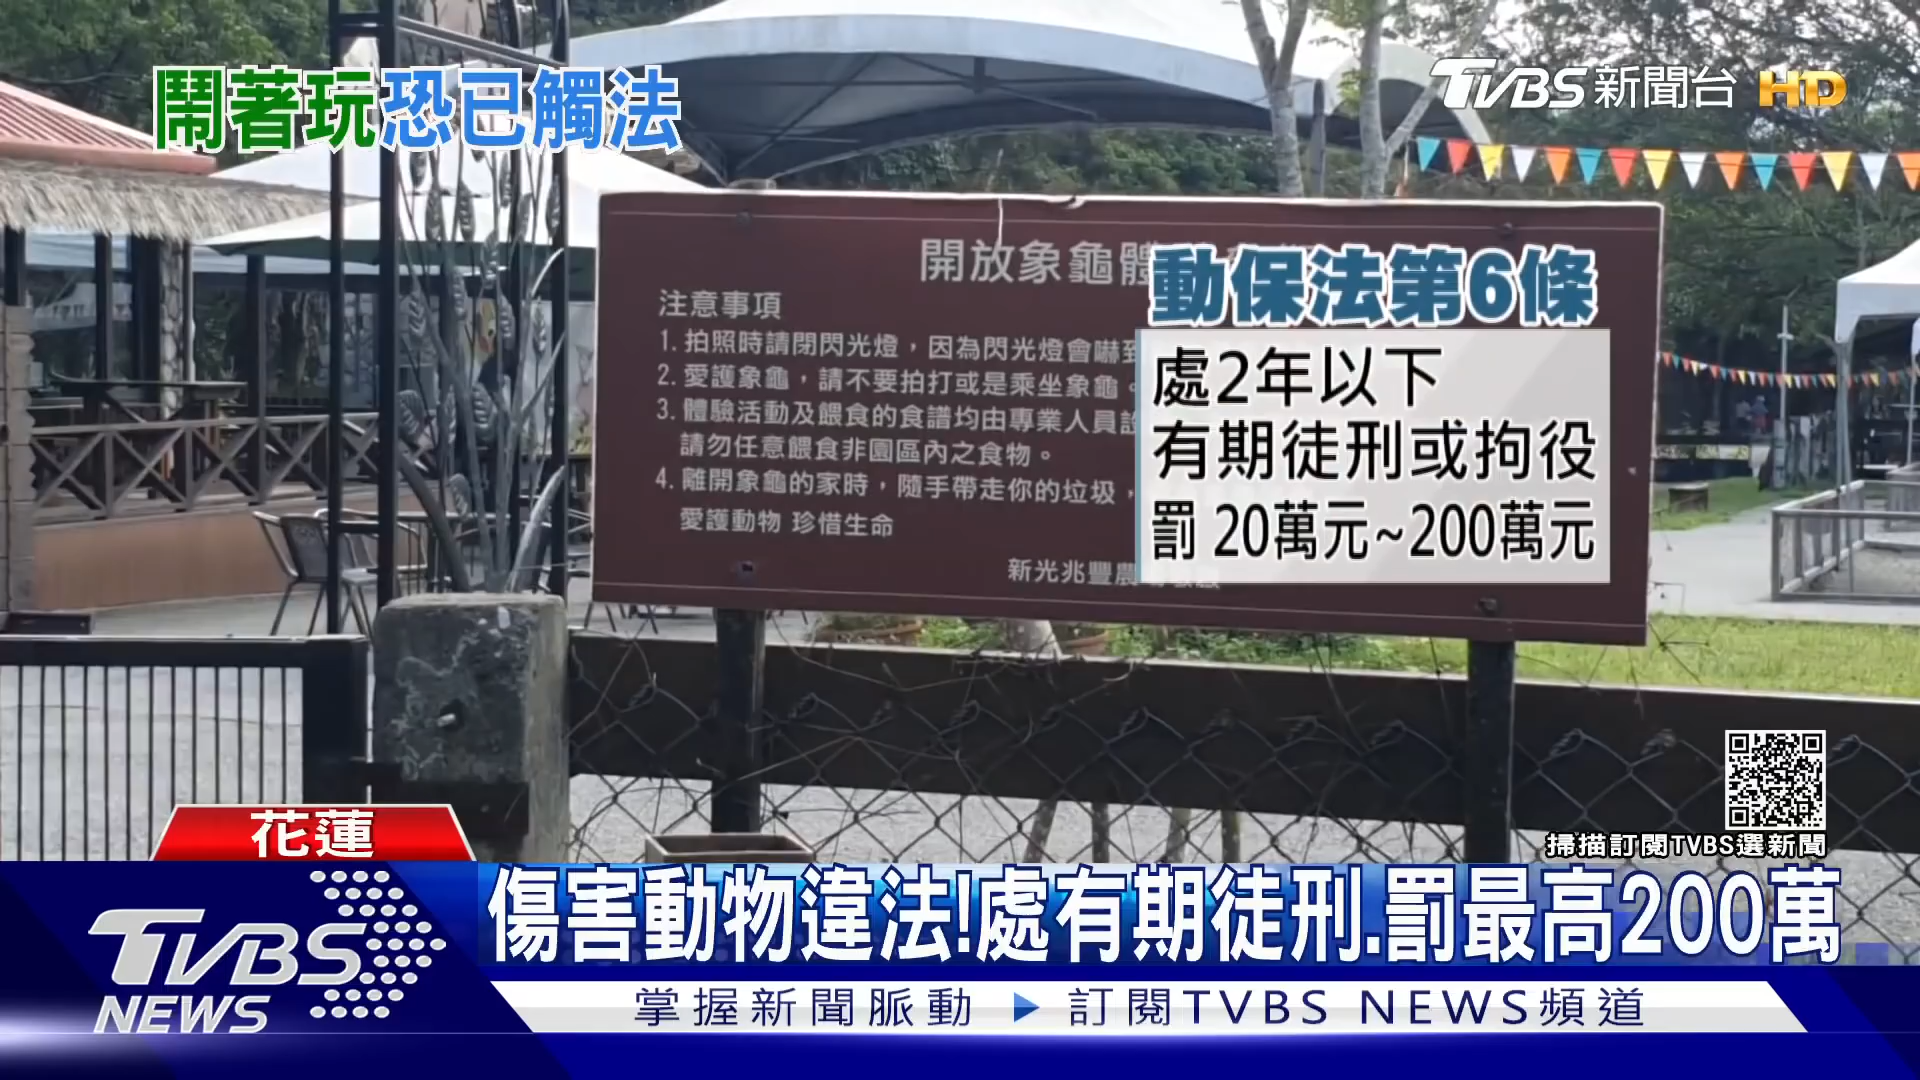 鬧著玩恐已觸法
TVBS新聞台 HD
開放象龜體
注意事項
1. 拍照時請閉閃光燈，因為閃光燈會嚇到
2. 愛護象龜，請不要拍打或是乘坐象龜。
3. 體驗活動及餵食的食譜均由專業人員設
請勿任意餵食非園區內之食物。
4. 離開象龜的家時，隨手帶走你的垃圾，
愛護動物 珍惜生命
新光兆豐農
動保法第6條
處2年以下
有期徒刑或拘役
罰 20萬元~200萬元
掃描訂閱TVBS選新聞
花蓮
傷害動物違法!處有期徒刑.罰最高200萬
TVBS NEWS
掌握新聞脈動 ▶ 訂閱TVBS NEWS頻道